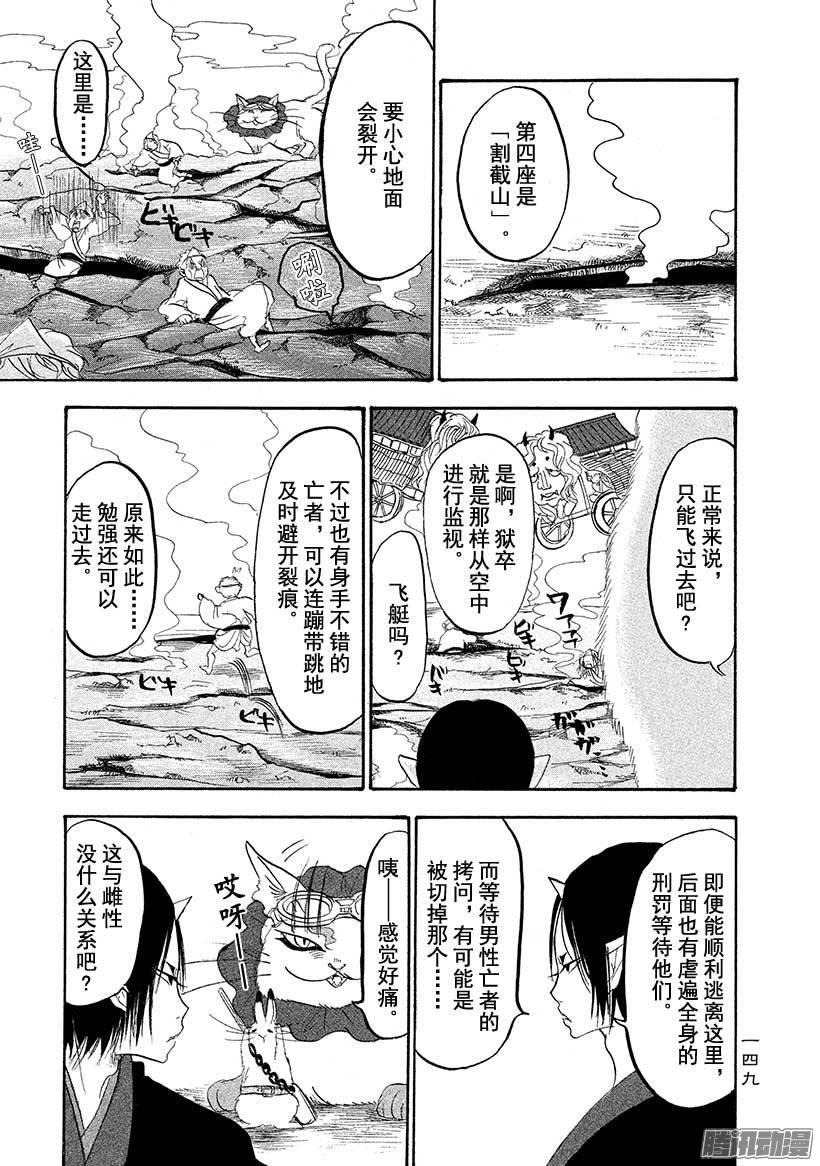 第四座是
「割截山」。
要小心地面
会裂开。
这里是……
哇——
ビキ
ビキビキ
唰啦
正常来说，
只能飞过去吧？
是啊，狱卒
就是那样从空中
进行监视。
飞艇吗？
ワァァァ
ガガガガ
不过也有身手不错的
亡者，可以连蹦带跳地
及时避开裂痕。
原来如此……
勉强还可以
走过去。
ビキ
ビキ
即便能顺利逃离这里，
后面也有虐遍全身的
刑罚等待他们。
而等待男性亡者的
拷问，有可能是
被切掉那个……
咦——感觉好痛。
哎呀——
这与雌性
没什么关系吧？
一四九
腾讯动漫